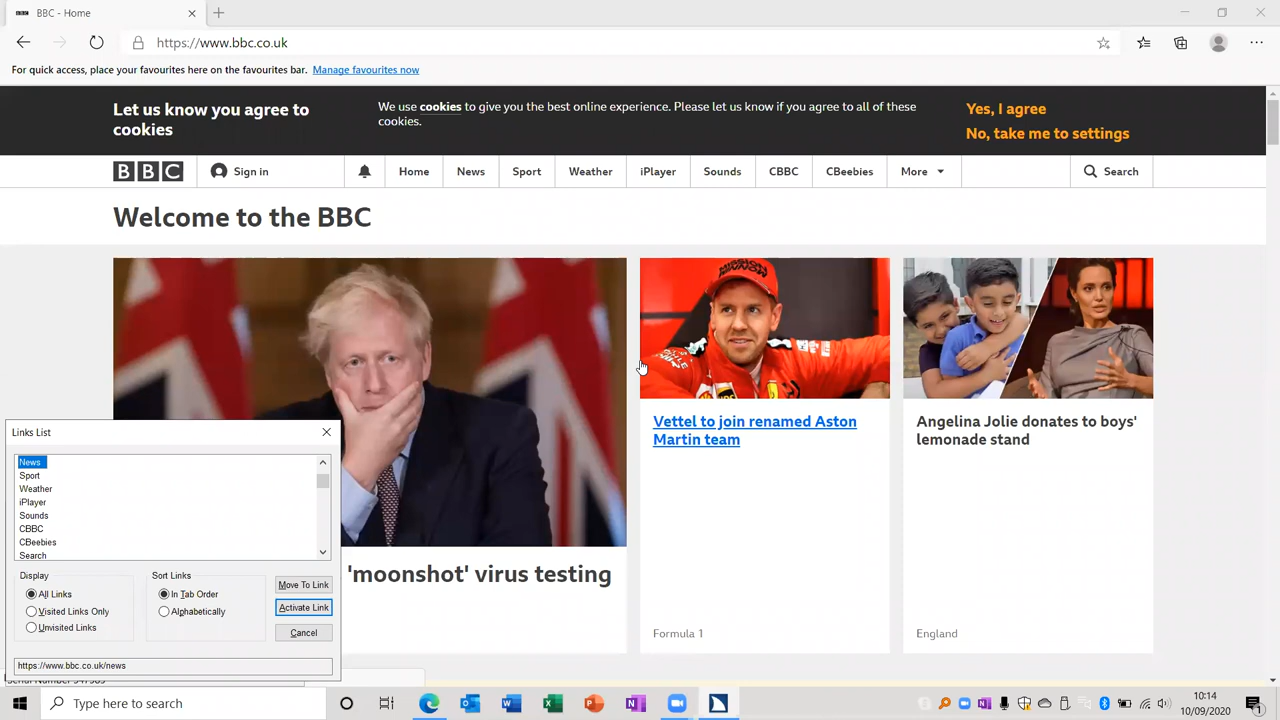 BBC - Home
https://www.bbc.co.uk
For quick access, place your favourites here on the favourites bar. Manage favourites now
Let us know you agree to
cookies
We use cookies to give you the best online experience. Please let us know if you agree to all of these
cookies.
Yes, I agree
No, take me to settings
BBC Sign in Home News Sport Weather iPlayer Sounds CBBC CBeebies More Search
Welcome to the BBC
MISSION
WINNOW
Vettel to join renamed Aston
Martin team
Formula 1
Angelina Jolie donates to boys'
lemonade stand
England
'moonshot' virus testing
Links List
News
Sport
Weather
iPlayer
Sounds
CBBC
CBeebies
Search
Display
All Links
Visited Links Only
Unvisited Links
Sort Links
In Tab Order
Alphabetically
Move To Link
Activate Link
Cancel
https://www.bbc.co.uk/news
Type here to search
10:14
10/09/2020
1